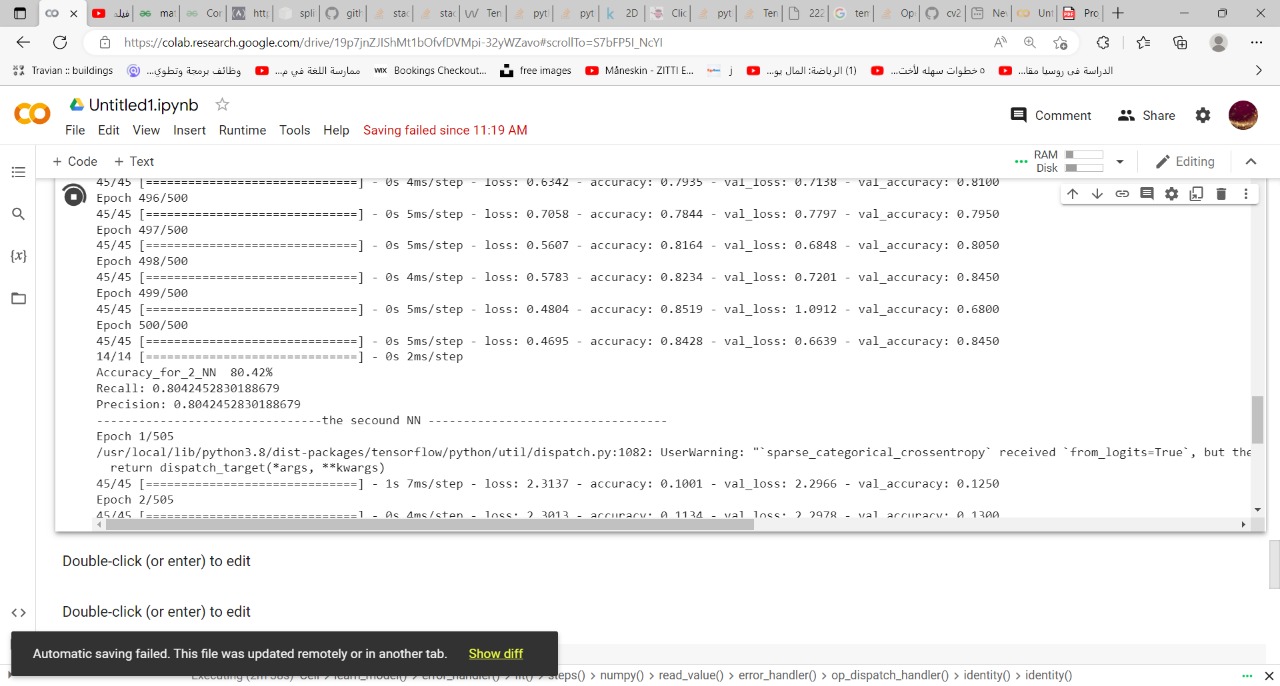 فيك
ma
Cor
http
spli
gitl
stac
stac
Ten
pyt
pyt
2D
Clic
pyt
Ten
222
ten
Op
cv2
Ne
Uni
Pro
https://colab.research.google.com/drive/19p7jnZJIShMt1bOfvfDVMpi-32yWZavo#scrollTo=S7bFP5I_NcYI
Travian :: buildings
وظائف برمجة وتطوي...
ممارسة اللغة في م...
WIX Bookings Checkout...
free images
Måneskin - ZITTI E...
j
(1) الرياضة: المال يو...
٥ خطوات سهله لأخت...
الدراسة في روسيا مقا...
CO Untitled1.ipynb
File Edit View Insert Runtime Tools Help Saving failed since 11:19 AM
Comment Share
+ Code + Text
RAM
Disk
Editing
45/45 [==============================] - 0s 4ms/step - loss: 0.6342 - accuracy: 0.7935 - val_loss: 0.7138 - val_accuracy: 0.8100
Epoch 496/500
45/45 [==============================] - 0s 5ms/step - loss: 0.7058 - accuracy: 0.7844 - val_loss: 0.7797 - val_accuracy: 0.7950
Epoch 497/500
45/45 [==============================] - 0s 5ms/step - loss: 0.5607 - accuracy: 0.8164 - val_loss: 0.6848 - val_accuracy: 0.8050
Epoch 498/500
45/45 [==============================] - 0s 4ms/step - loss: 0.5783 - accuracy: 0.8234 - val_loss: 0.7201 - val_accuracy: 0.8450
Epoch 499/500
45/45 [==============================] - 0s 5ms/step - loss: 0.4804 - accuracy: 0.8519 - val_loss: 1.0912 - val_accuracy: 0.6800
Epoch 500/500
45/45 [==============================] - 0s 5ms/step - loss: 0.4695 - accuracy: 0.8428 - val_loss: 0.6639 - val_accuracy: 0.8450
14/14 [==============================] - 0s 2ms/step
Accuracy_for_2_NN  80.42%
Recall: 0.8042452830188679
Precision: 0.8042452830188679
--------------------------------the secound NN ----------------------------------
Epoch 1/505
/usr/local/lib/python3.8/dist-packages/tensorflow/python/util/dispatch.py:1082: UserWarning: "`sparse_categorical_crossentropy` received `from_logits=True`, but the
return dispatch_target(*args, **kwargs)
45/45 [==============================] - 1s 7ms/step - loss: 2.3137 - accuracy: 0.1001 - val_loss: 2.2966 - val_accuracy: 0.1250
Epoch 2/505
45/45 [==============================] - 0s 4ms/step - loss: 2.3013 - accuracy: 0.1134 - val_loss: 2.2978 - val_accuracy: 0.1300
Double-click (or enter) to edit
Double-click (or enter) to edit
Automatic saving failed. This file was updated remotely or in another tab. Show diff
Executing (2m 58s) Cell > learn_model() > error_handler() > fit() > steps() > numpy() > read_value() > error_handler() > op_dispatch_handler() > identity() > identity()